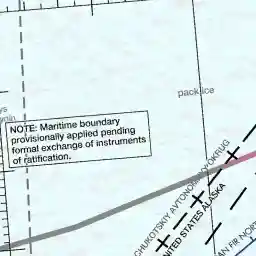 pack ice
NOTE: Maritime boundary
provisionally applied pending
formal exchange of instruments
of ratification.
CHUKOTSKIY AVTONOMNYY OKRUG
UNITED STATES ALASKA